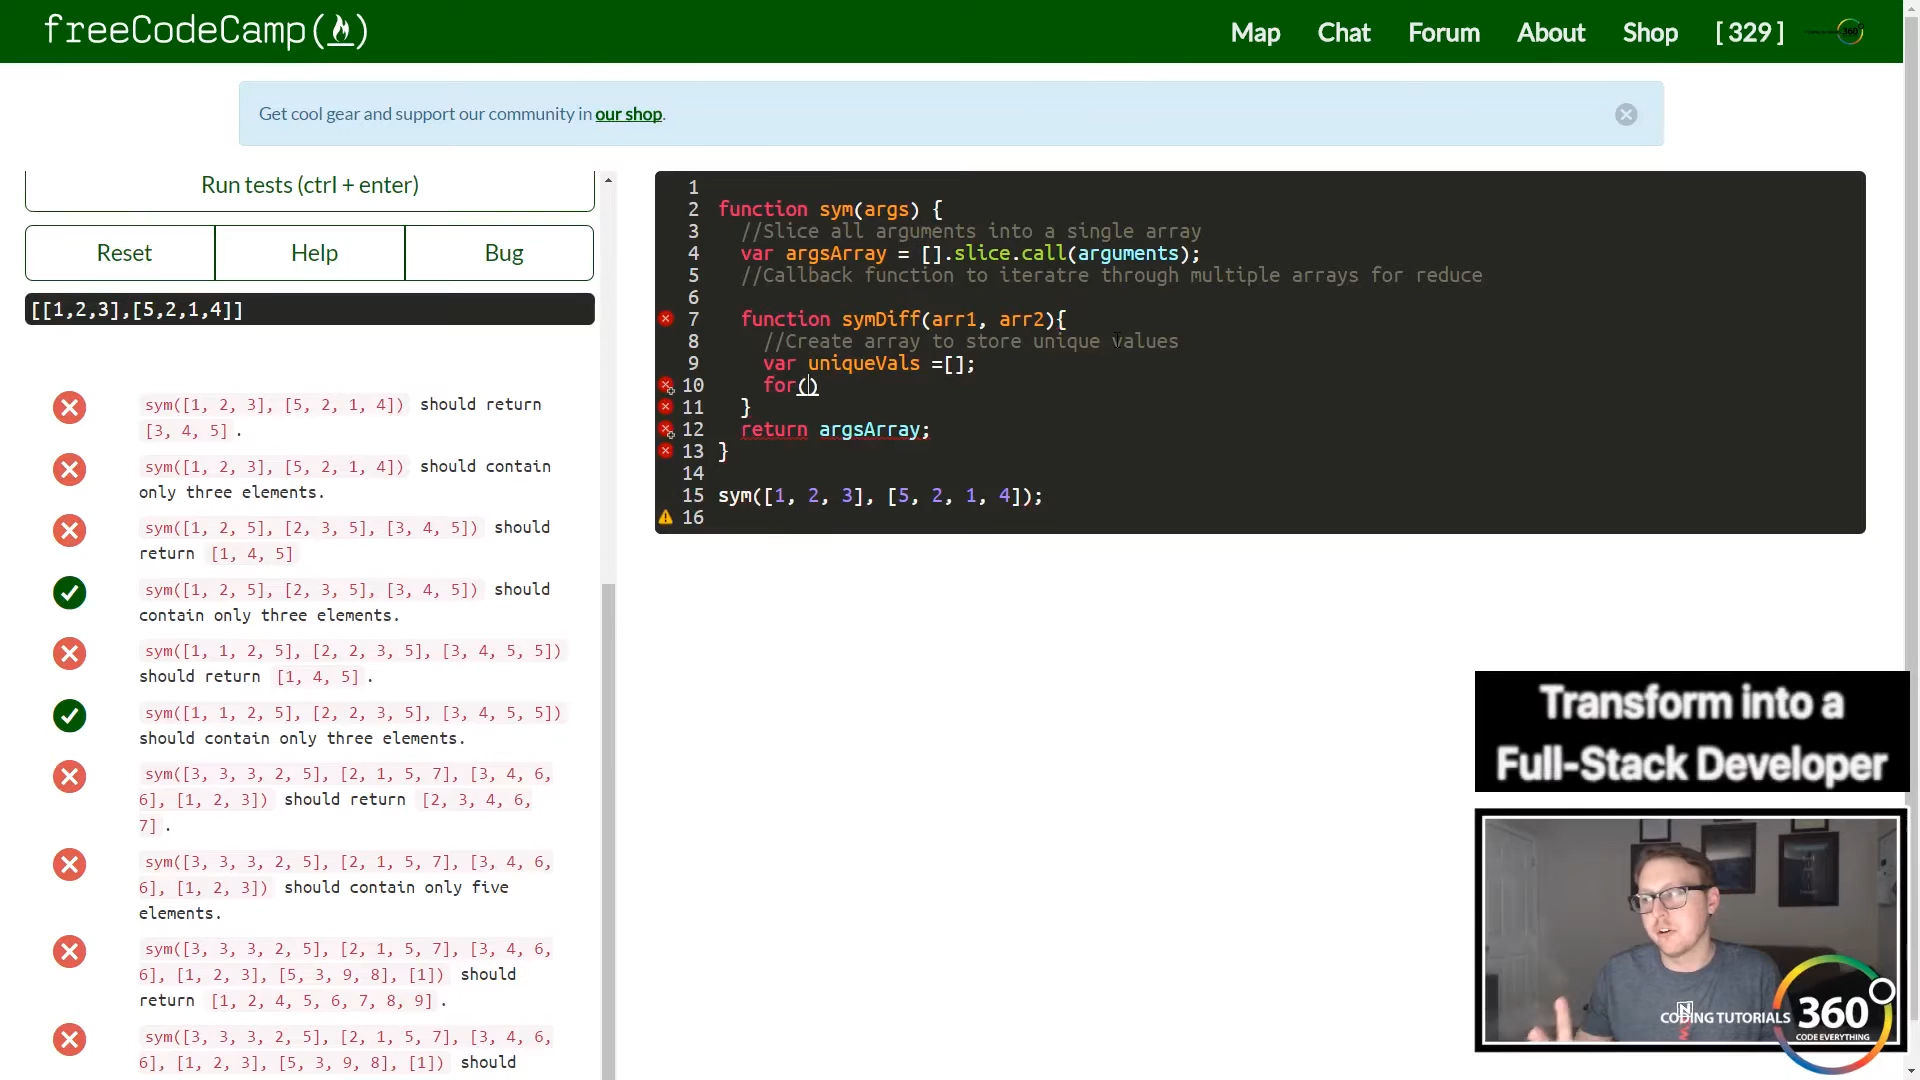 freeCodeCamp(🔥)
Map Chat Forum About Shop [ 329 ]
360
Get cool gear and support our community in our shop.
Run tests (ctrl + enter)
Reset Help Bug
[[1,2,3],[5,2,1,4]]
sym([1, 2, 3], [5, 2, 1, 4]) should return
[3, 4, 5] .
sym([1, 2, 3], [5, 2, 1, 4]) should contain
only three elements.
sym([1, 2, 5], [2, 3, 5], [3, 4, 5]) should
return [1, 4, 5]
sym([1, 2, 5], [2, 3, 5], [3, 4, 5]) should
contain only three elements.
sym([1, 1, 2, 5], [2, 2, 3, 5], [3, 4, 5, 5])
should return [1, 4, 5] .
sym([1, 1, 2, 5], [2, 2, 3, 5], [3, 4, 5, 5])
should contain only three elements.
sym([3, 3, 3, 2, 5], [2, 1, 5, 7], [3, 4, 6,
6], [1, 2, 3]) should return [2, 3, 4, 6,
7] .
sym([3, 3, 3, 2, 5], [2, 1, 5, 7], [3, 4, 6,
6], [1, 2, 3]) should contain only five
elements.
sym([3, 3, 3, 2, 5], [2, 1, 5, 7], [3, 4, 6,
6], [1, 2, 3], [5, 3, 9, 8], [1]) should
return [1, 2, 4, 5, 6, 7, 8, 9] .
sym([3, 3, 3, 2, 5], [2, 1, 5, 7], [3, 4, 6,
6], [1, 2, 3], [5, 3, 9, 8], [1]) should
1
2 function sym(args) {
3 //Slice all arguments into a single array
4 var argsArray = [].slice.call(arguments);
5 //Callback function to iteratre through multiple arrays for reduce
6
7 function symDiff(arr1, arr2){
8 //Create array to store unique values
9 var uniqueVals =[];
10 for()
11 }
12 return argsArray;
13 }
14
15 sym([1, 2, 3], [5, 2, 1, 4]);
16
Transform into a
Full-Stack Developer
CODING TUTORIALS 360
CODE EVERYTHING